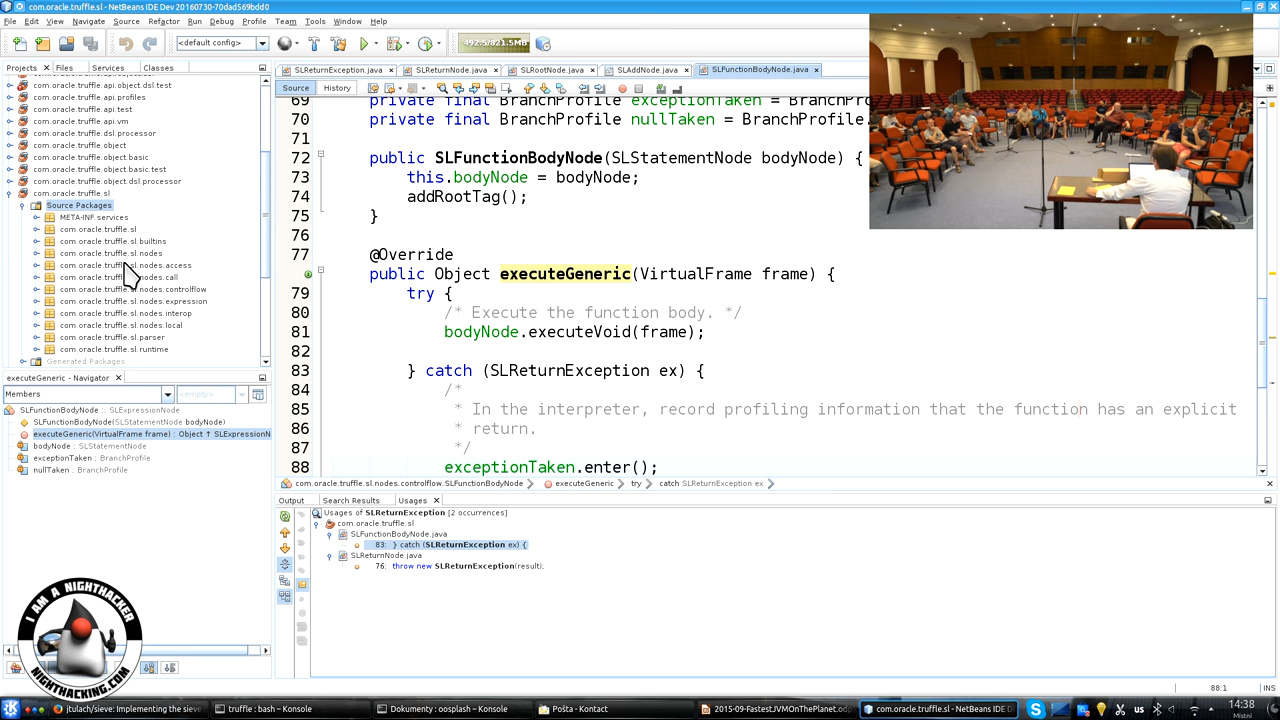 com.oracle.truffle.sl - NetBeans IDE Dev 20160730-70dad569bdd0
File Edit View Navigate Source Refactor Run Debug Profile Team Tools Window Help
<default config>
492.5/821.5MB
Projects Files Services Classes
com.oracle.truffle.api.object.dsl.test
com.oracle.truffle.api.profiles
com.oracle.truffle.api.test
com.oracle.truffle.api.vm
com.oracle.truffle.dsl.processor
com.oracle.truffle.object
com.oracle.truffle.object.basic
com.oracle.truffle.object.basic.test
com.oracle.truffle.object.dsl.processor
com.oracle.truffle.sl
Source Packages
META-INF.services
com.oracle.truffle.sl
com.oracle.truffle.sl.builtins
com.oracle.truffle.sl.nodes
com.oracle.truffle.sl.nodes.access
com.oracle.truffle.sl.nodes.call
com.oracle.truffle.sl.nodes.controlflow
com.oracle.truffle.sl.nodes.expression
com.oracle.truffle.sl.nodes.interop
com.oracle.truffle.sl.nodes.local
com.oracle.truffle.sl.parser
com.oracle.truffle.sl.runtime
Generated Packages
executeGeneric - Navigator
Members
<empty>
SLFunctionBodyNode :: SLExpressionNode
SLFunctionBodyNode(SLStatementNode bodyNode)
executeGeneric(VirtualFrame frame) : Object ↑ SLExpressionN
bodyNode : SLStatementNode
exceptionTaken : BranchProfile
nullTaken : BranchProfile
SLReturnException.java SLReturnNode.java SLRootNode.java SLAddNode.java SLFunctionBodyNode.java
Source History
69 private final BranchProfile exceptionTaken = BranchPr
70 private final BranchProfile nullTaken = BranchProfile.
71
72 public SLFunctionBodyNode(SLStatementNode bodyNode) {
73 this.bodyNode = bodyNode;
74 addRootTag();
75 }
76
77 @Override
public Object executeGeneric(VirtualFrame frame) {
79 try {
80 /* Execute the function body. */
81 bodyNode.executeVoid(frame);
82
83 } catch (SLReturnException ex) {
84 /*
85 * In the interpreter, record profiling information that the function has an explicit
86 * return.
87 */
88 exceptionTaken.enter();
com.oracle.truffle.sl.nodes.controlflow.SLFunctionBodyNode executeGeneric try catch SLReturnException ex
Output Search Results Usages
Usages of SLReturnException [2 occurrences]
com.oracle.truffle.sl
SLFunctionBodyNode.java
83: } catch (SLReturnException ex) {
SLReturnNode.java
76: throw new SLReturnException(result);
88:1 INS
I AM A NIGHTHACKER
NIGHTHACKING.COM
jtulach/sieve: Implementing the sieve
truffle : bash – Konsole
Dokumenty : oosplash – Konsole
Pošta – Kontact
2015-09-FastestJVMOnThePlanet.odp
com.oracle.truffle.sl - NetBeans IDE D
us
14:38
Místní